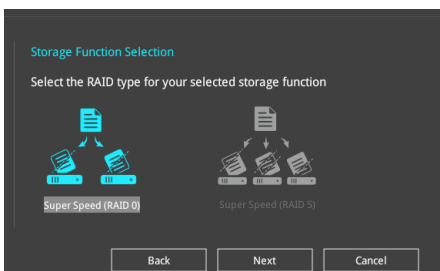 Storage Function Selection
Select the RAID type for your selected storage function
Super Speed (RAID 0)
Super Speed (RAID 5)
Back
Next
Cancel